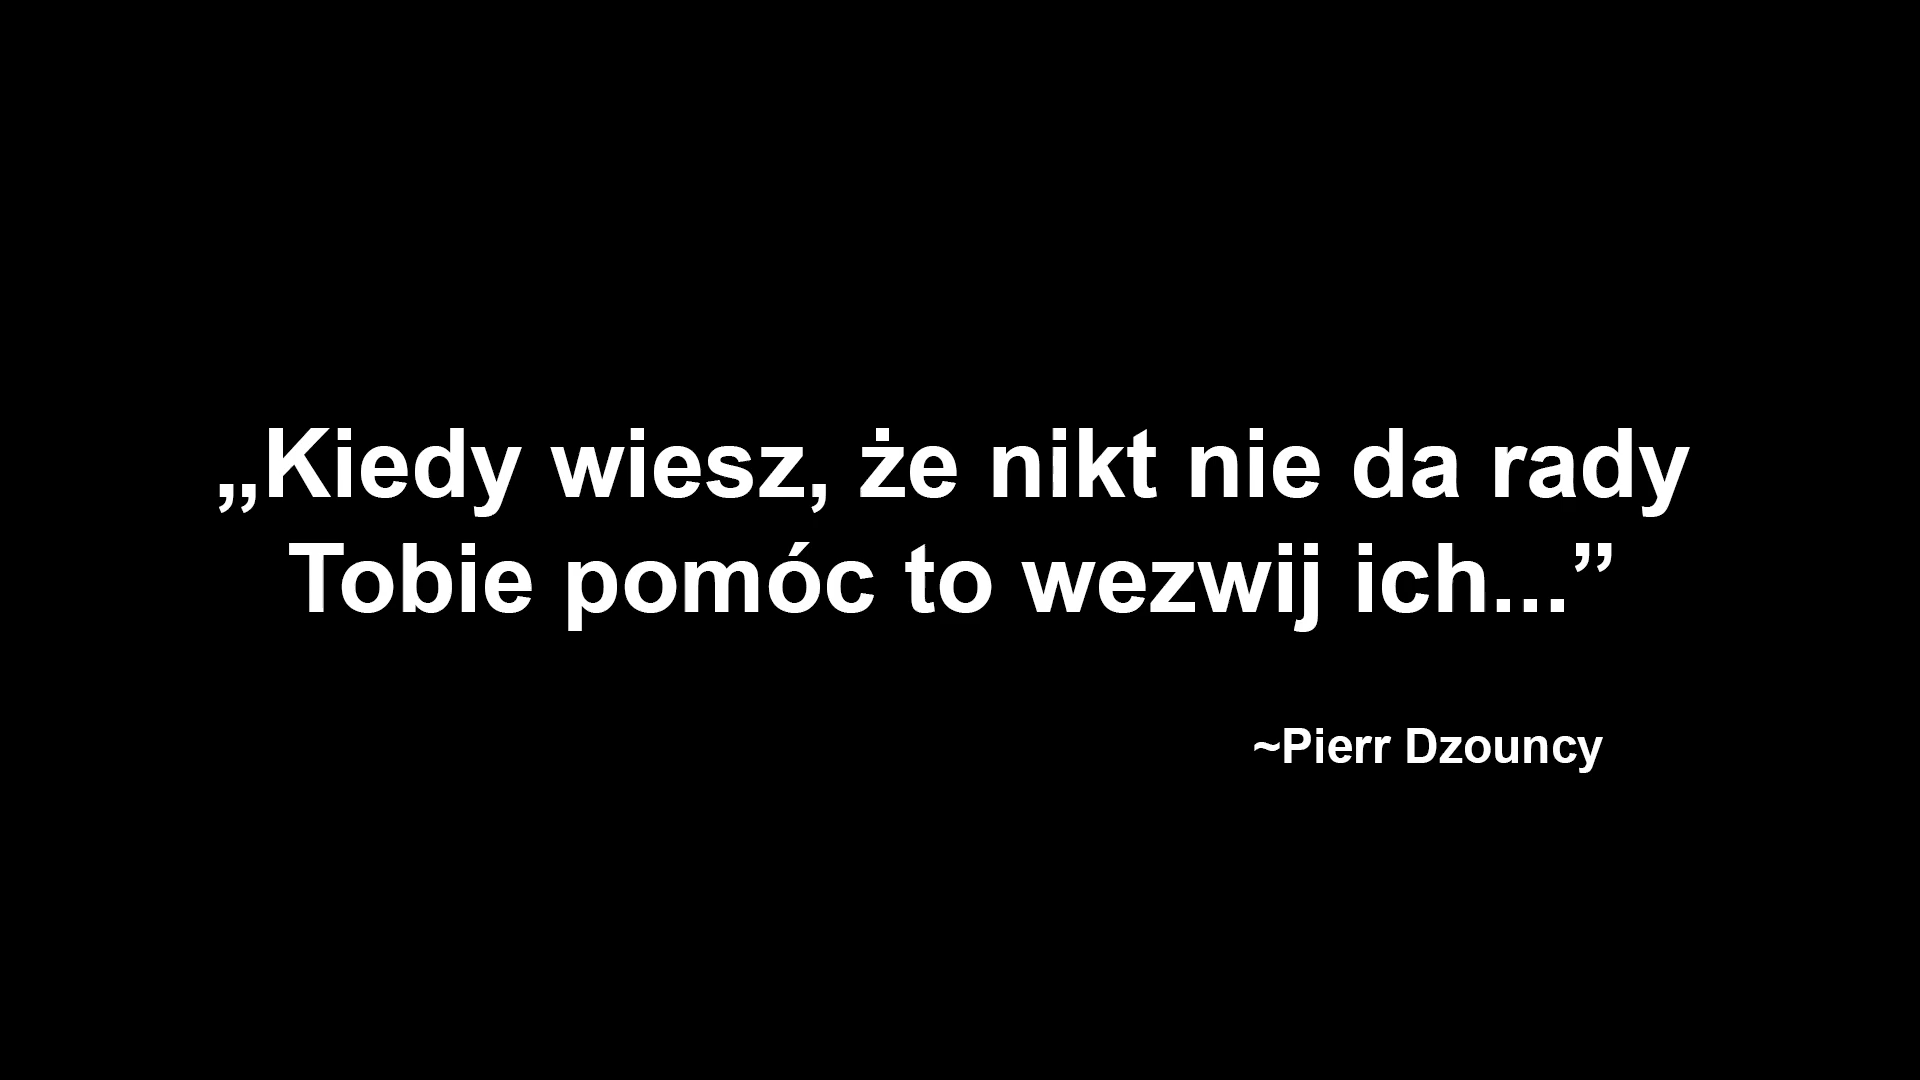 „Kiedy wiesz, że nikt nie da rady
Tobie pomóc to wezwij ich...”
~Pierr Dzouncy